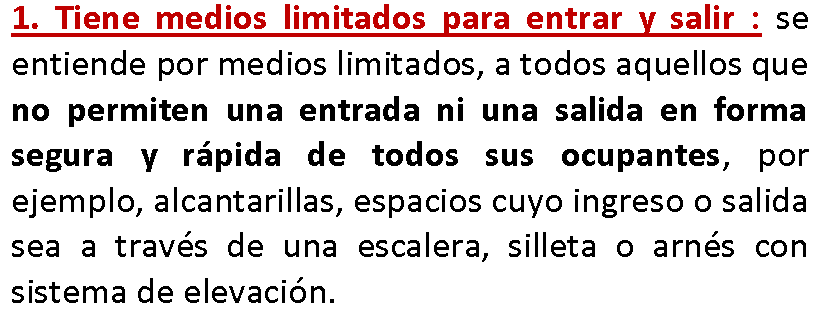 1. Tiene medios limitados para entrar y salir : se
entiende por medios limitados, a todos aquellos que
no permiten una entrada ni una salida en forma
segura y rápida de todos sus ocupantes, por
ejemplo, alcantarillas, espacios cuyo ingreso o salida
sea a través de una escalera, silleta o arnés con
sistema de elevación.